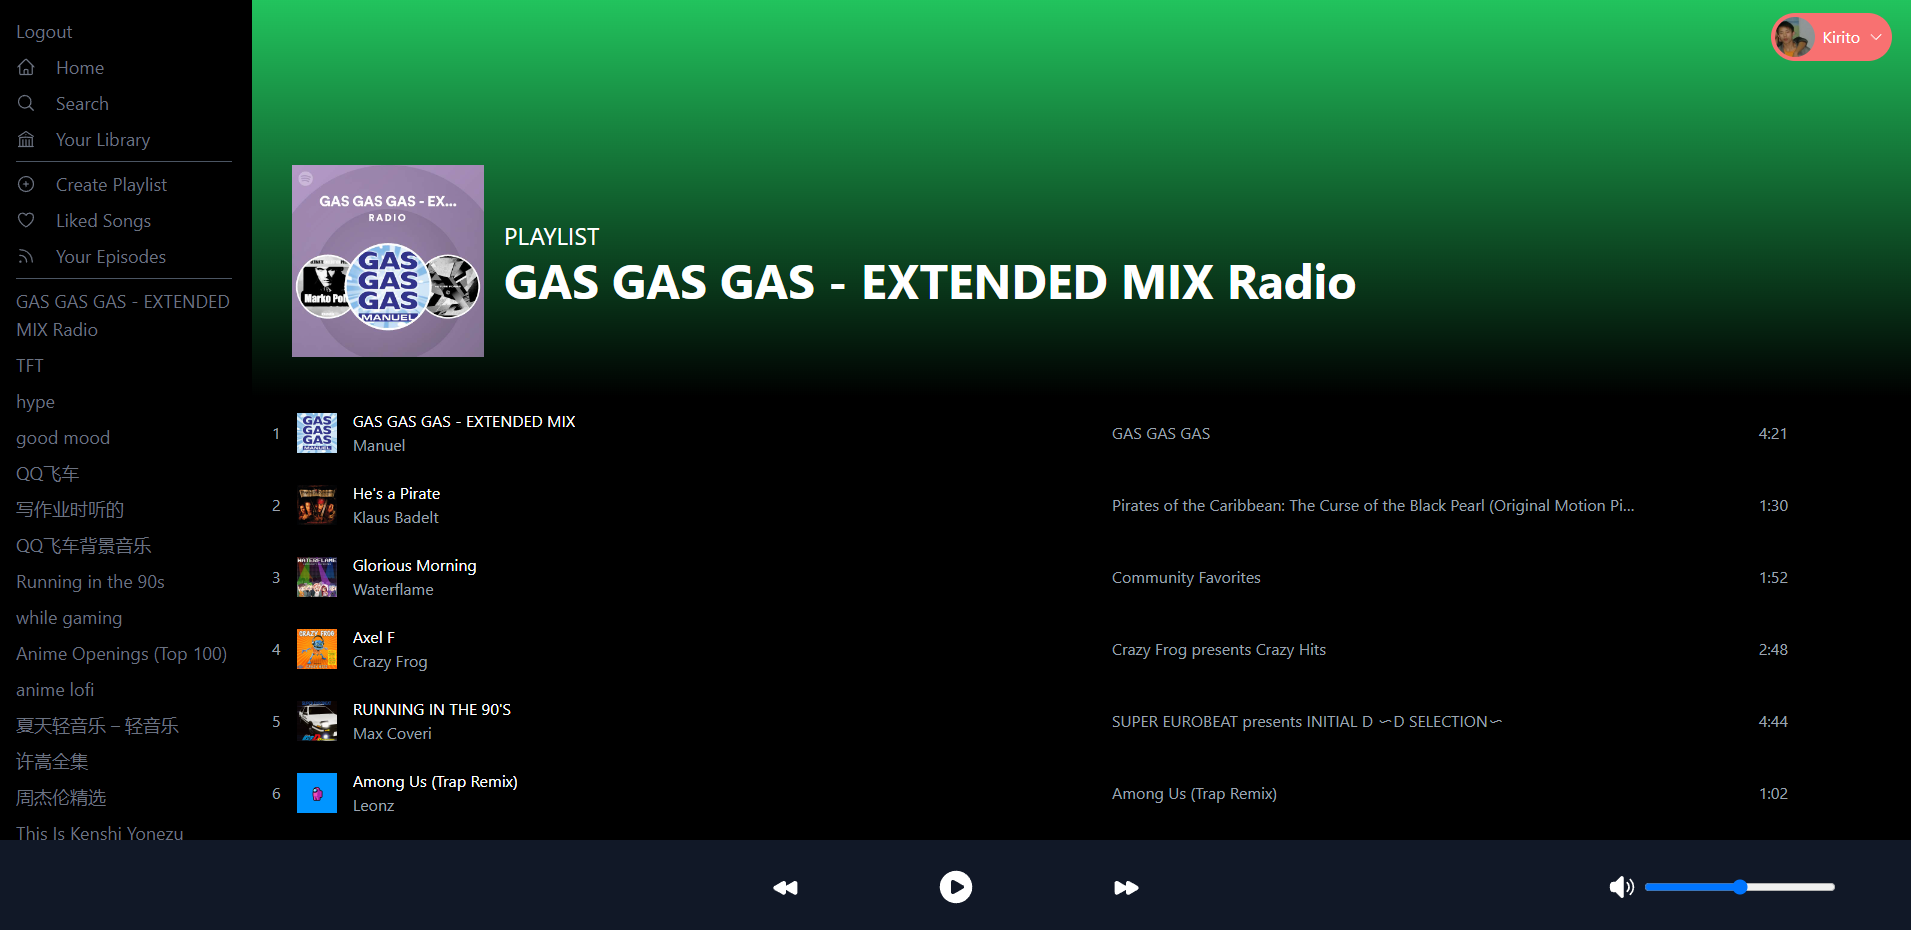 Logout
Home
Search
Your Library
Create Playlist
Liked Songs
Your Episodes
GAS GAS GAS - EXTENDED
MIX Radio
TFT
hype
good mood
QQ飞车
写作业时听的
QQ飞车背景音乐
Running in the 90s
while gaming
Anime Openings (Top 100)
anime lofi
夏天轻音乐 – 轻音乐
许嵩全集
周杰伦精选
This Is Kenshi Yonezu
Kirito
GAS GAS GAS - EX...
RADIO
Marko Pol
GAS
GAS
GAS
MANUEL
PLAYLIST
GAS GAS GAS - EXTENDED MIX Radio
1
GAS
GAS
GAS
MANUEL
GAS GAS GAS - EXTENDED MIX
Manuel
GAS GAS GAS
4:21
2
He's a Pirate
Klaus Badelt
Pirates of the Caribbean: The Curse of the Black Pearl (Original Motion Pi...
1:30
3
WATERFLAME
Glorious Morning
Waterflame
Community Favorites
1:52
4
CRAZY FROG
Axel F
Crazy Frog
Crazy Frog presents Crazy Hits
2:48
5
RUNNING IN THE 90'S
Max Coveri
SUPER EUROBEAT presents INITIAL D ∽D SELECTION∽
4:44
6
Among Us (Trap Remix)
Leonz
Among Us (Trap Remix)
1:02